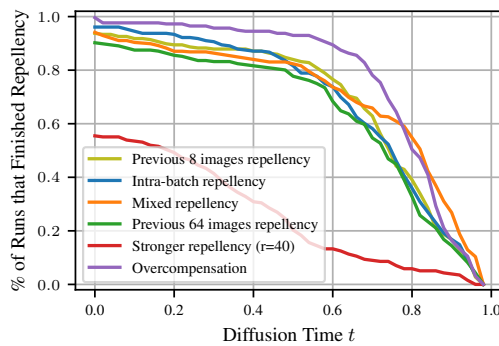 % of Runs that Finished Repellency
1.0
0.8
0.6
0.4
0.2
0.0
Previous 8 images repellency
Intra-batch repellency
Mixed repellency
Previous 64 images repellency
Stronger repellency (r=40)
Overcompensation
0.0 0.2 0.4 0.6 0.8 1.0
Diffusion Time t